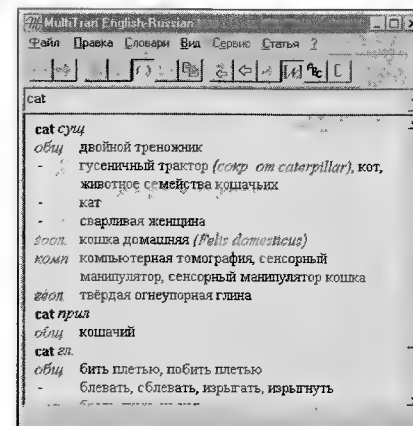 MultiTran English-Russian
Файл Правка Словари Вид Сервис Статья ?
cat
cat сущ
общ двойной треножник
- гусеничный трактор (сокр от caterpillar), кот,
животное семейства кошачьих
- кат
- сварливая женщина
зоол. кошка домашняя (Felis domesticus)
комп компьютерная томография, сенсорный
манипулятор, сенсорный манипулятор кошка
геол. твёрдая огнеупорная глина
cat прил
общ кошачий
cat гл.
общ бить плетью, побить плетью
- блевать, сблевать, изрыгать, изрыгнуть